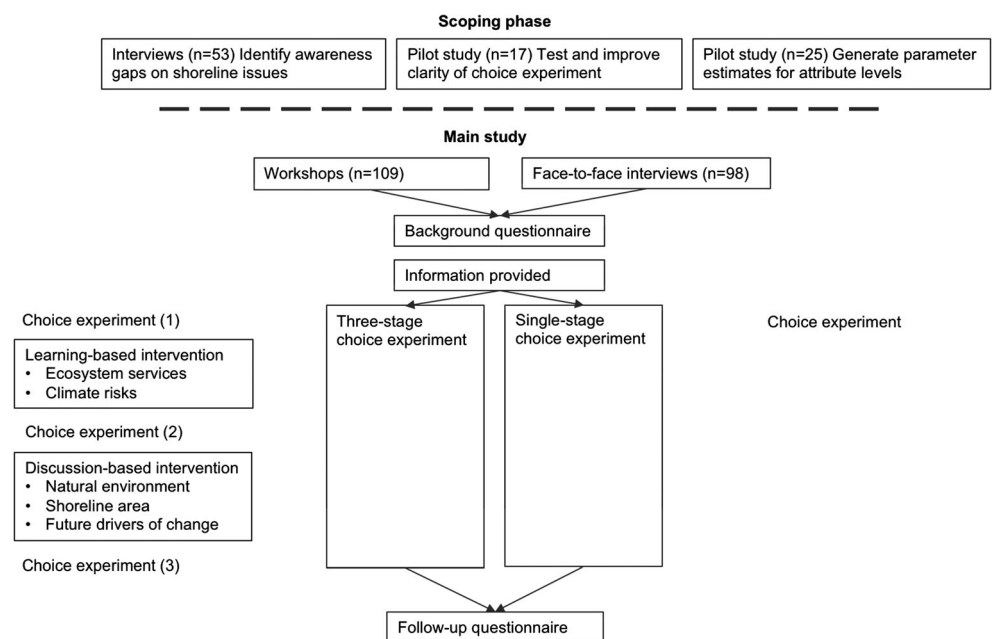 Scoping phase
Interviews (n=53) Identify awareness
gaps on shoreline issues
Pilot study (n=17) Test and improve
clarity of choice experiment
Pilot study (n=25) Generate parameter
estimates for attribute levels
Main study
Workshops (n=109)
Face-to-face interviews (n=98)
Background questionnaire
Information provided
Choice experiment (1)
Learning-based intervention
• Ecosystem services
• Climate risks
Choice experiment (2)
Discussion-based intervention
• Natural environment
• Shoreline area
• Future drivers of change
Choice experiment (3)
Three-stage
choice experiment
Single-stage
choice experiment
Choice experiment
Follow-up questionnaire